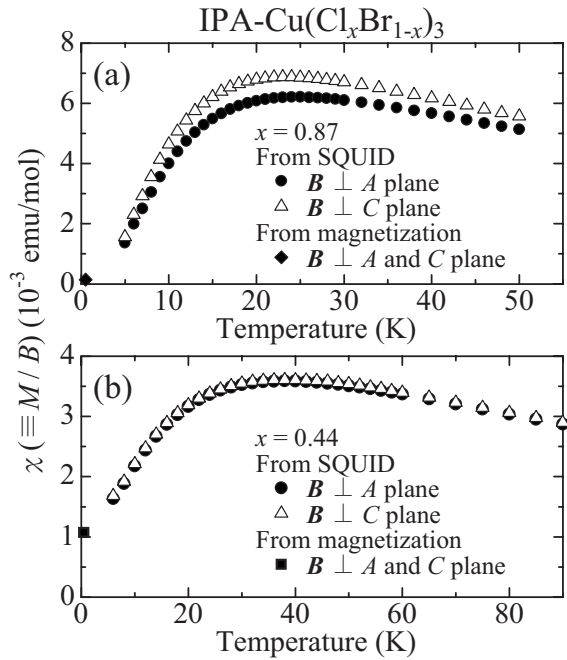 IPA-Cu(ClxBr1-x)3
8
6
4
2
0
(a)
x = 0.87
From SQUID
● B ⊥ A plane
△ B ⊥ C plane
From magnetization
◆ B ⊥ A and C plane
0 10 20 30 40 50
Temperature (K)
χ (≡ M / B) (10⁻³ emu/mol)
4
3
2
1
0
(b)
x = 0.44
From SQUID
● B ⊥ A plane
△ B ⊥ C plane
From magnetization
■ B ⊥ A and C plane
0 20 40 60 80
Temperature (K)